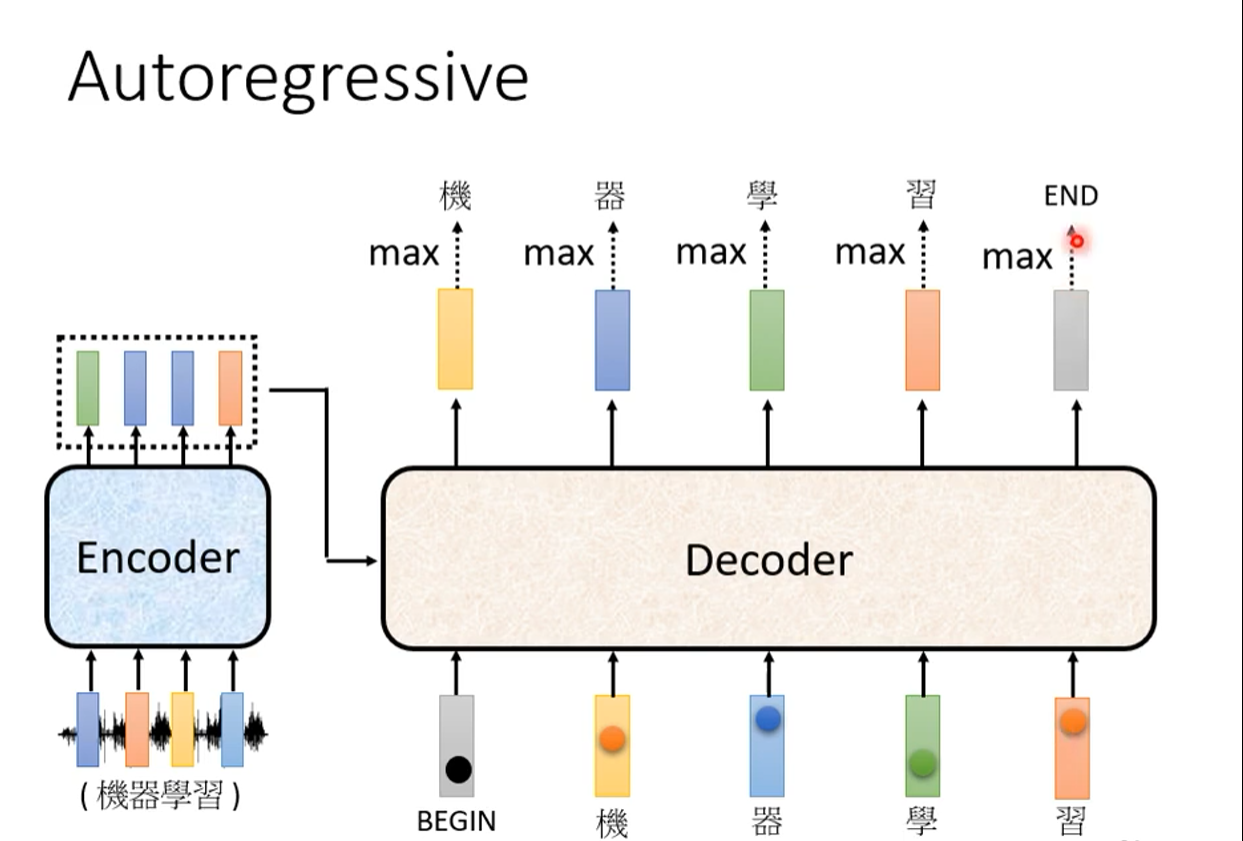 Autoregressive
機 器 學 習 END
max max max max max
Encoder
Decoder
(機器學習)
BEGIN 機 器 學 習